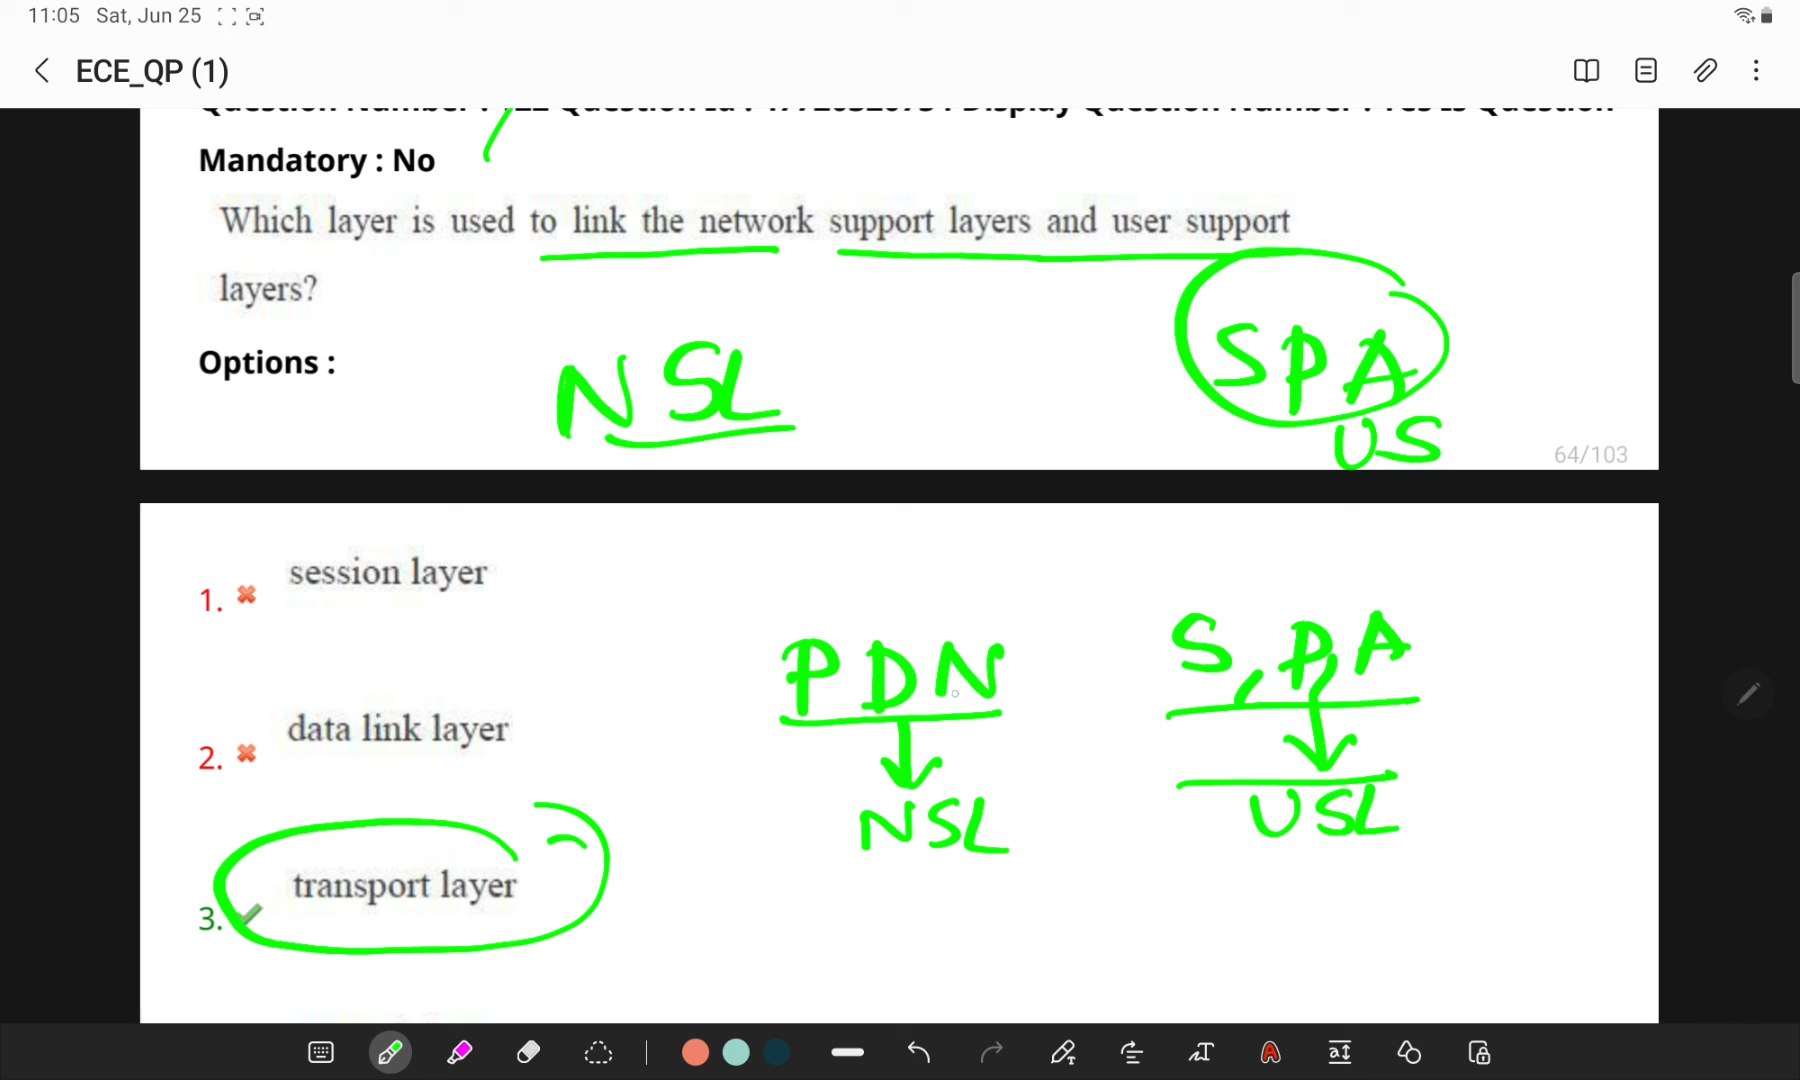 11:05 Sat, Jun 25
ECE_QP (1)
Mandatory : No
Which layer is used to link the network support layers and user support
layers?
Options :
NSL
SPA
US
64/103
1. session layer
PDN
S, P, A
2. data link layer
NSL
USL
3. transport layer